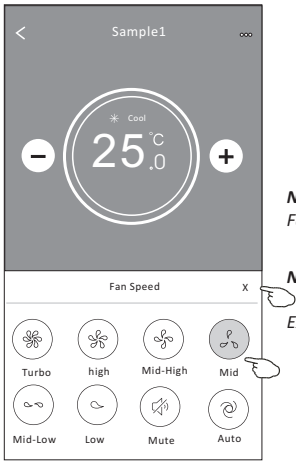 Sample1
Cool
25.0°C
Fan Speed x
Turbo high Mid-High Mid
Mid-Low Low Mute Auto